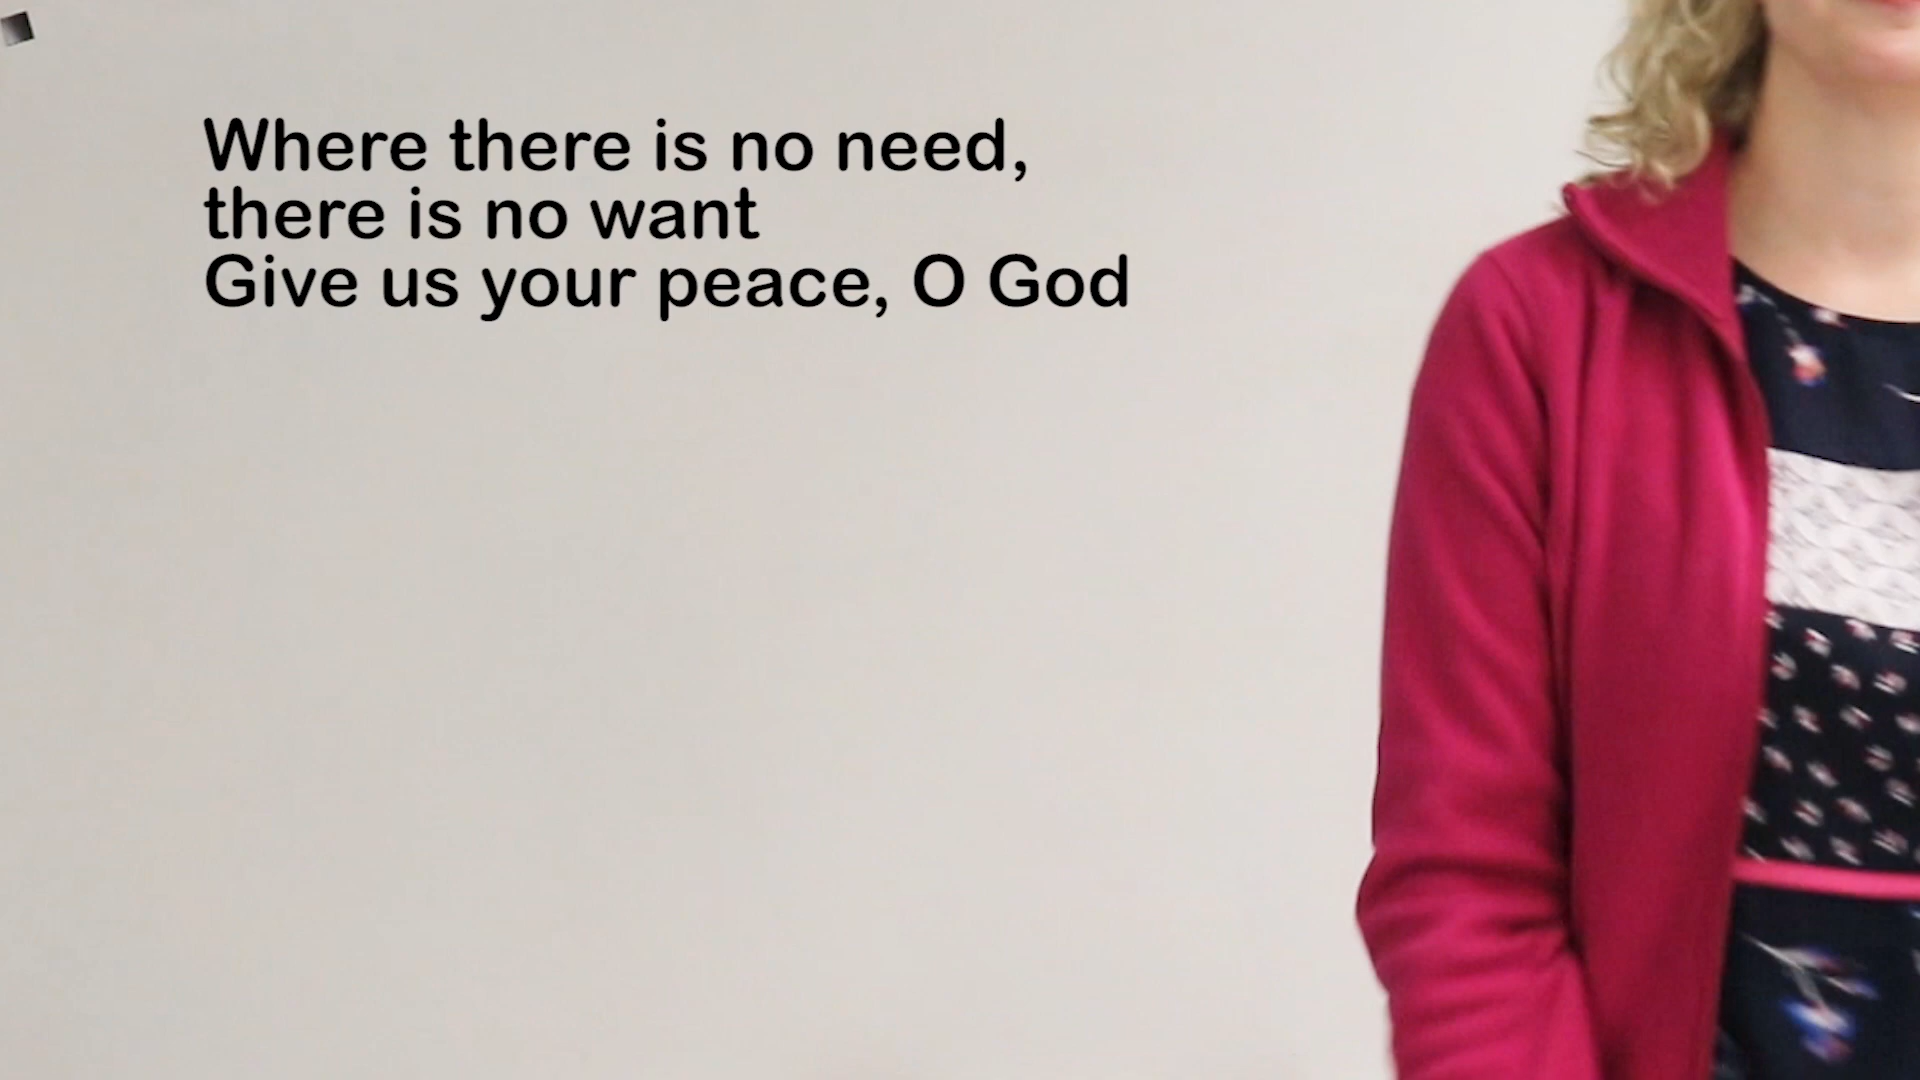 Where there is no need,
there is no want
Give us your peace, O God